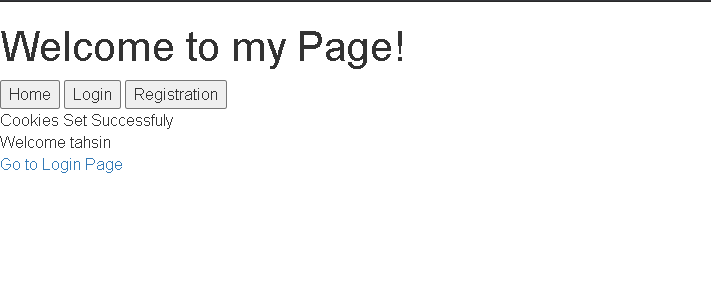 Welcome to my Page!
Home Login Registration
Cookies Set Successfuly
Welcome tahsin
Go to Login Page